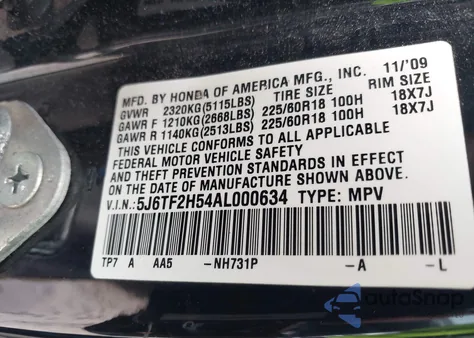 MFD. BY HONDA OF AMERICA MFG., INC. 11/'09
GVWR 2320KG(5115LBS) TIRE SIZE RIM SIZE
GAWR F 1210KG(2668LBS) 225/60R18 100H 18X7J
GAWR R 1140KG(2513LBS) 225/60R18 100H 18X7J
THIS VEHICLE CONFORMS TO ALL APPLICABLE
FEDERAL MOTOR VEHICLE SAFETY
AND THEFT PREVENTION STANDARDS IN EFFECT
ON THE DATE OF MANUFACTURE SHOWN ABOVE.
V.I.N.: 5J6TF2H54AL000634 TYPE: MPV
TP7 A AA5 -NH731P -A -L
autoSnap